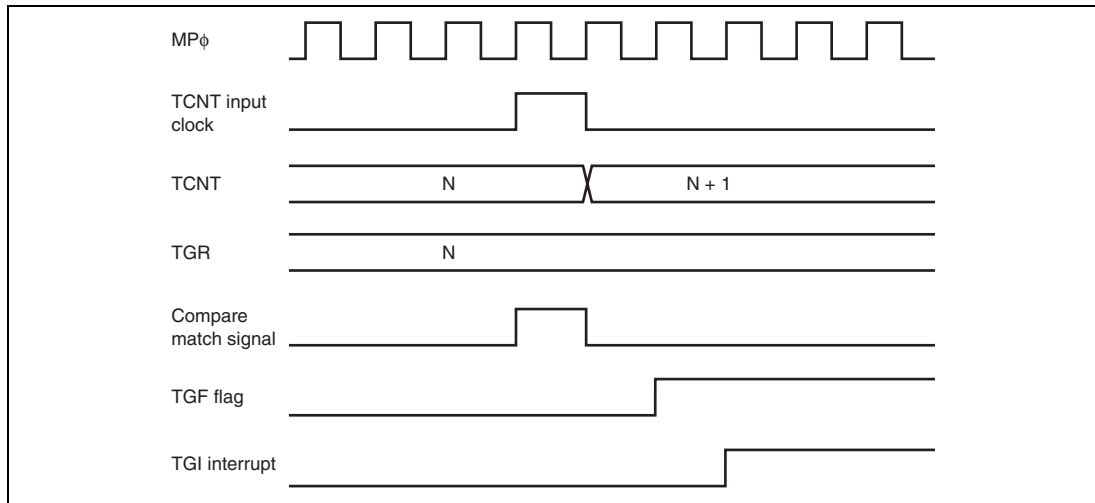 MPϕ
TCNT input
clock
TCNT
N
N + 1
TGR
N
Compare
match signal
TGF flag
TGI interrupt